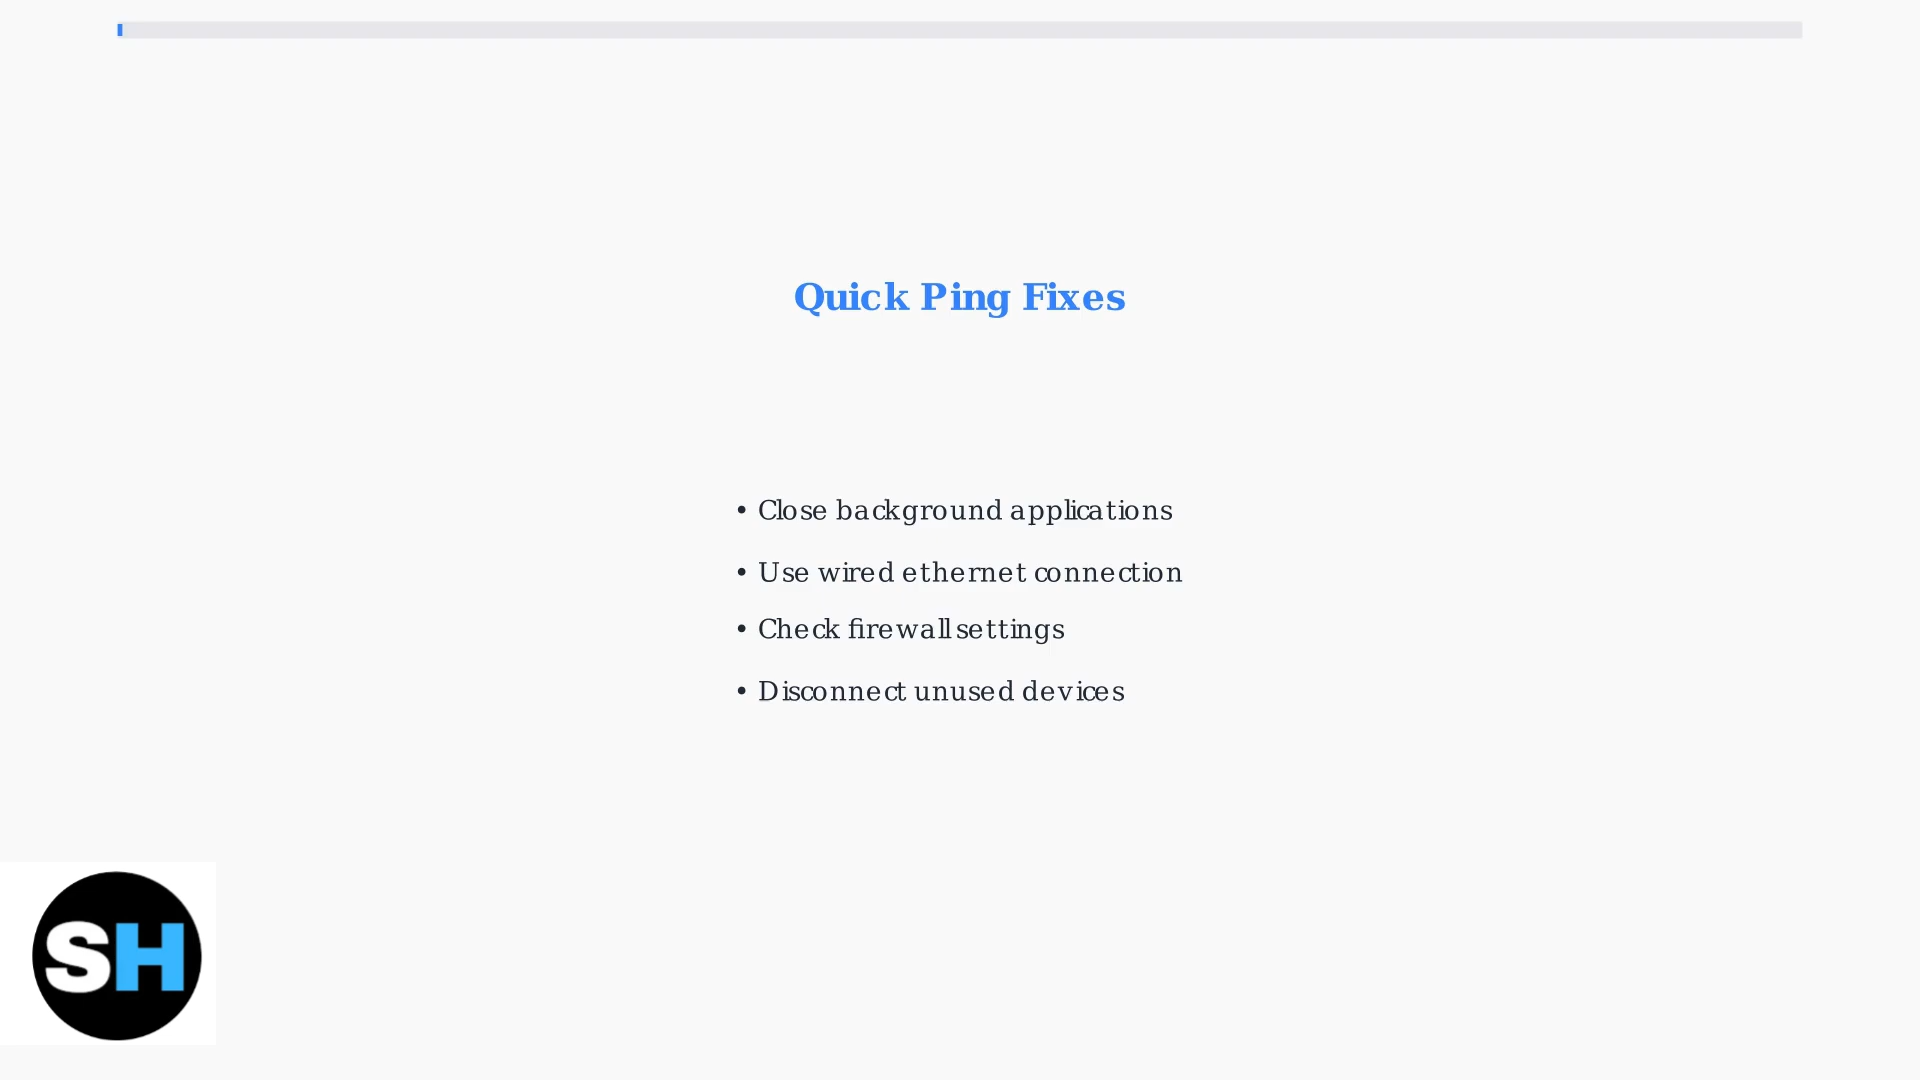 Quick Ping Fixes
• Close background applications
• Use wired ethernet connection
• Check firewall settings
• Disconnect unused devices
SH